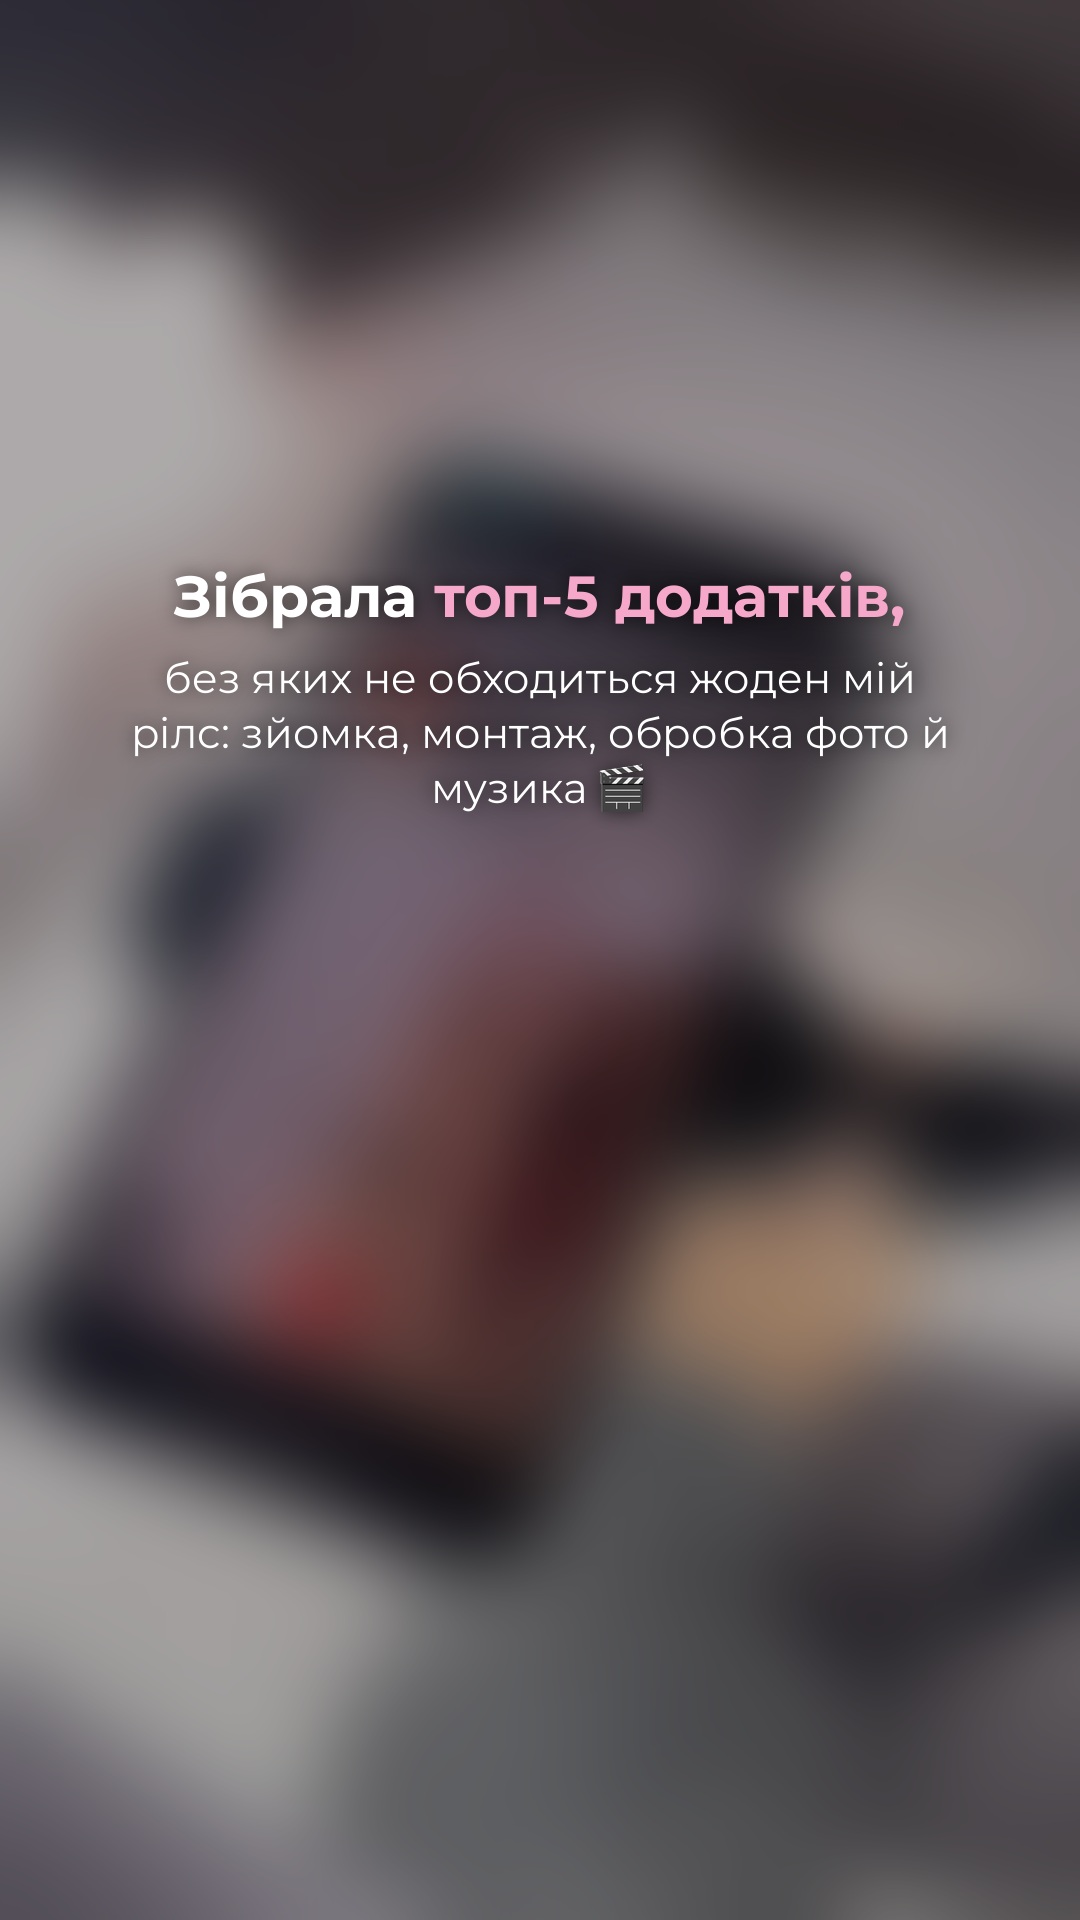 Зібрала топ-5 додатків,
без яких не обходиться жоден мій
рілс: зйомка, монтаж, обробка фото й
музика 🎬